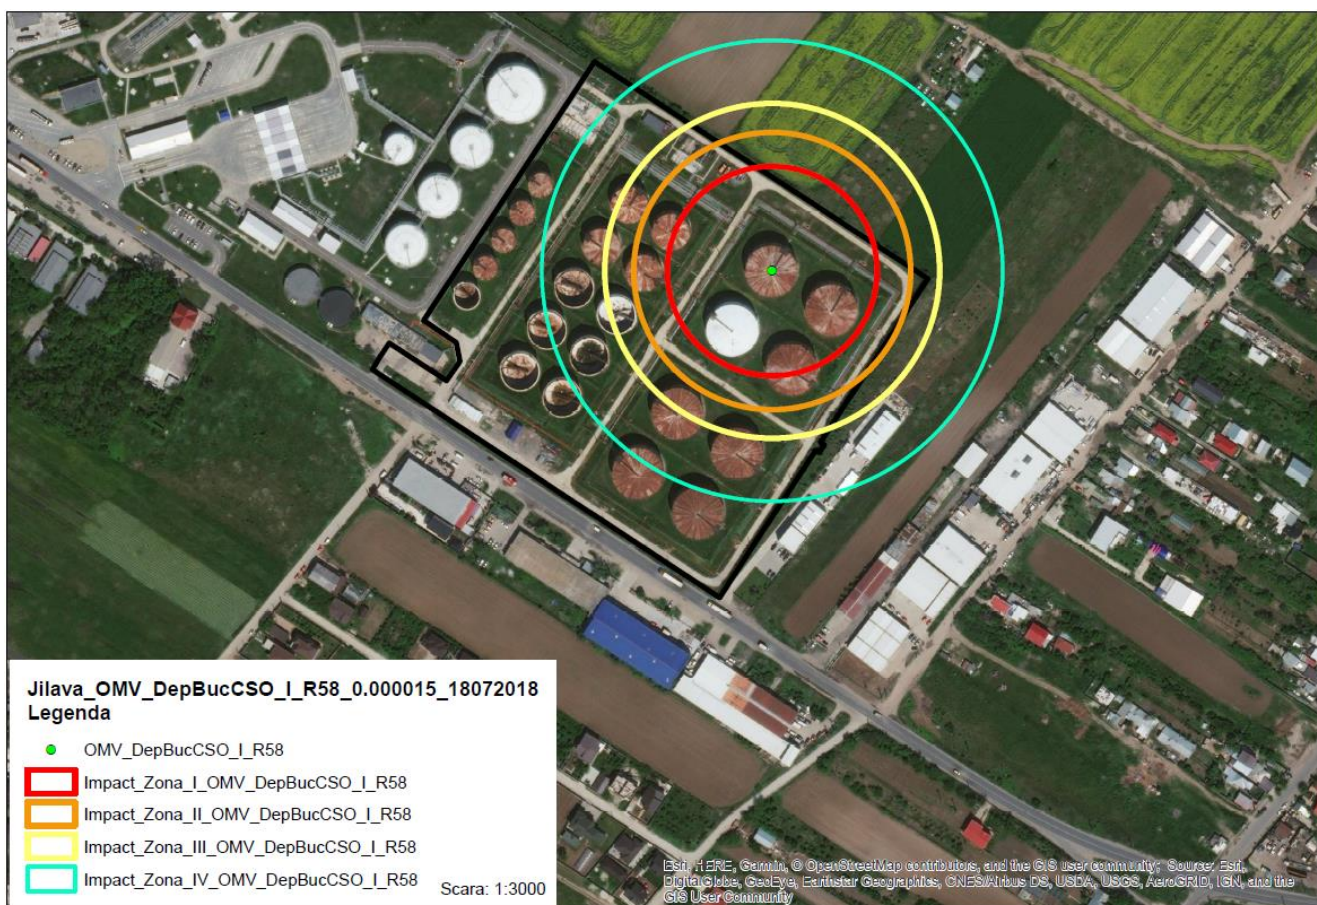 Jilava_OMV_DepBucCSO_I_R58_0.000015_18072018
Legenda
OMV_DepBucCSO_I_R58
Impact_Zona_I_OMV_DepBucCSO_I_R58
Impact_Zona_II_OMV_DepBucCSO_I_R58
Impact_Zona_III_OMV_DepBucCSO_I_R58
Impact_Zona_IV_OMV_DepBucCSO_I_R58
Scara: 1:3000
Esri, HERE, Garmin, © OpenStreetMap contributors, and the GIS user community; Source: Esri,
DigitalGlobe, GeoEye, Earthstar Geographics, CNES/Airbus DS, USDA, USGS, AeroGRID, IGN, and the
GIS User Community